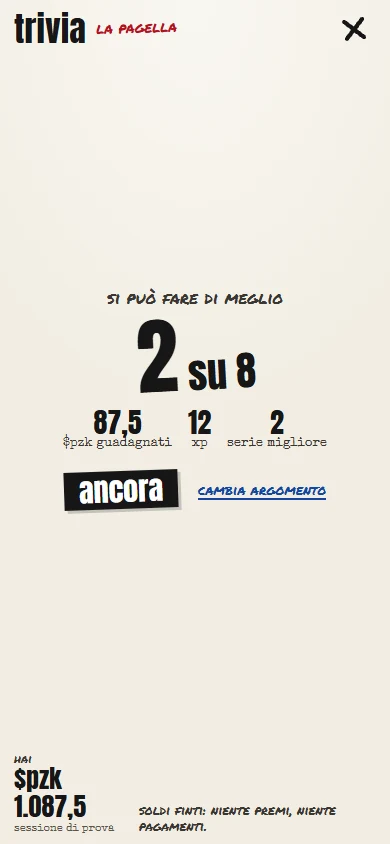 trivia LA PAGELLA
SI PUÒ FARE DI MEGLIO
2 su 8
87,5 12 2
$pzk guadagnati xp serie migliore
ancora CAMBIA ARGOMENTO
HAI
$pzk
1.087,5
sessione di prova
SOLDI FINTI: NIENTE PREMI, NIENTE
PAGAMENTI.